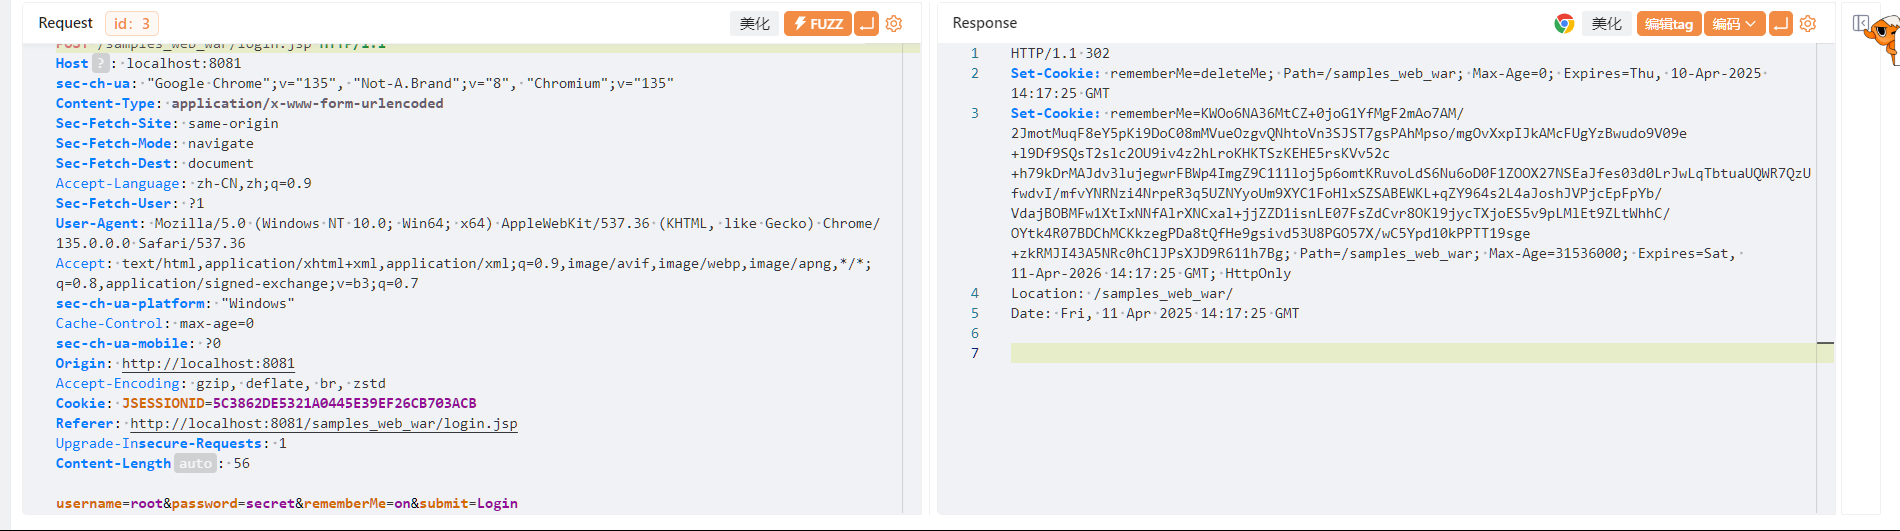 Request id: 3 美化 FUZZ
POST /samples_web_war/login.jsp HTTP/1.1
Host ? : localhost:8081
sec-ch-ua: "Google Chrome";v="135", "Not-A.Brand";v="8", "Chromium";v="135"
Content-Type: application/x-www-form-urlencoded
Sec-Fetch-Site: same-origin
Sec-Fetch-Mode: navigate
Sec-Fetch-Dest: document
Accept-Language: zh-CN,zh;q=0.9
Sec-Fetch-User: ?1
User-Agent: Mozilla/5.0 (Windows NT 10.0; Win64; x64) AppleWebKit/537.36 (KHTML, like Gecko) Chrome/
135.0.0.0 Safari/537.36
Accept: text/html,application/xhtml+xml,application/xml;q=0.9,image/avif,image/webp,image/apng,*/*;
q=0.8,application/signed-exchange;v=b3;q=0.7
sec-ch-ua-platform: "Windows"
Cache-Control: max-age=0
sec-ch-ua-mobile: ?0
Origin: http://localhost:8081
Accept-Encoding: gzip, deflate, br, zstd
Cookie: JSESSIONID=5C3862DE5321A0445E39EF26CB703ACB
Referer: http://localhost:8081/samples_web_war/login.jsp
Upgrade-Insecure-Requests: 1
Content-Length auto : 56
username=root&password=secret&rememberMe=on&submit=Login
Response 美化 编辑tag 编码
1 HTTP/1.1 302
2 Set-Cookie: rememberMe=deleteMe; Path=/samples_web_war; Max-Age=0; Expires=Thu, 10-Apr-2025
14:17:25 GMT
3 Set-Cookie: rememberMe=KWOo6NA36MtCZ+0joG1YfMgF2mAo7AM/
2JmotMuqF8eY5pKi9DoC08mMVueOzgvQNhtoVn3SJST7gsPAhMpso/mgOvXxpIJkAMcFUgYzBwudo9V09e
+l9Df9SQsT2slc2OU9iv4z2hLroKHKTSzKEHE5rsKVv52c
+h79kDrMAJdv3lujegwrFBWp4ImgZ9C111loj5p6omtKRuvoLdS6Nu6oD0F1ZOOX27NSEaJfes03d0LrJwLqTbtuaUQWR7QzU
fwdvI/mfvYNRNzi4NrpeR3q5UZNYyoUm9XYC1FoHlxSZSABEWKL+qZY964s2L4aJoshJVPjcEpFpYb/
VdajBOBMFw1XtIxNNfAlrXNCxal+jjZZD1isnLE07FsZdCvr8OKl9jycTXjoES5v9pLMlEt9ZLtWhhC/
OYtk4R07BDChMCKkzegPDa8tQfHe9gsivd53U8PGO57X/wC5Ypd10kPPTT19sge
+zkRMJI43A5NRc0hClJPsXJD9R611h7Bg; Path=/samples_web_war; Max-Age=31536000; Expires=Sat,
11-Apr-2026 14:17:25 GMT; HttpOnly
4 Location: /samples_web_war/
5 Date: Fri, 11 Apr 2025 14:17:25 GMT
6
7